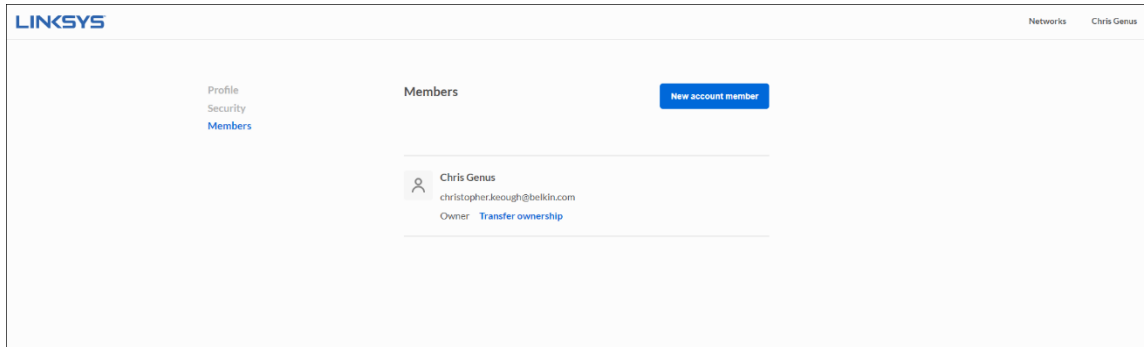 LINKSYS
Networks Chris Genus
Profile
Security
Members
Members
New account member
Chris Genus
christopher.keough@belkin.com
Owner Transfer ownership